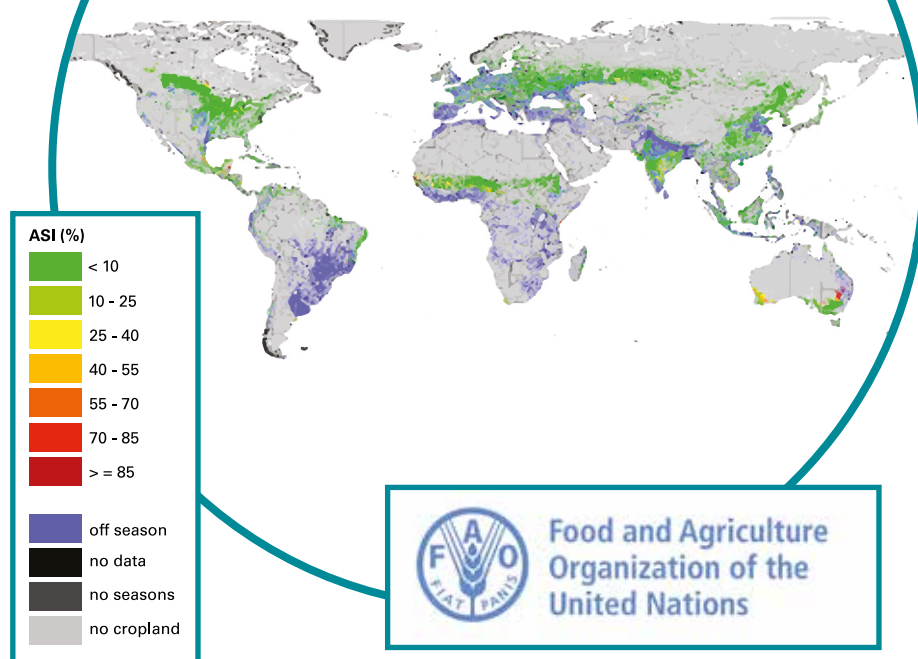 ASI (%)
< 10
10 - 25
25 - 40
40 - 55
55 - 70
70 - 85
> = 85
off season
no data
no seasons
no cropland
F A O
FIAT PANIS
Food and Agriculture
Organization of the
United Nations